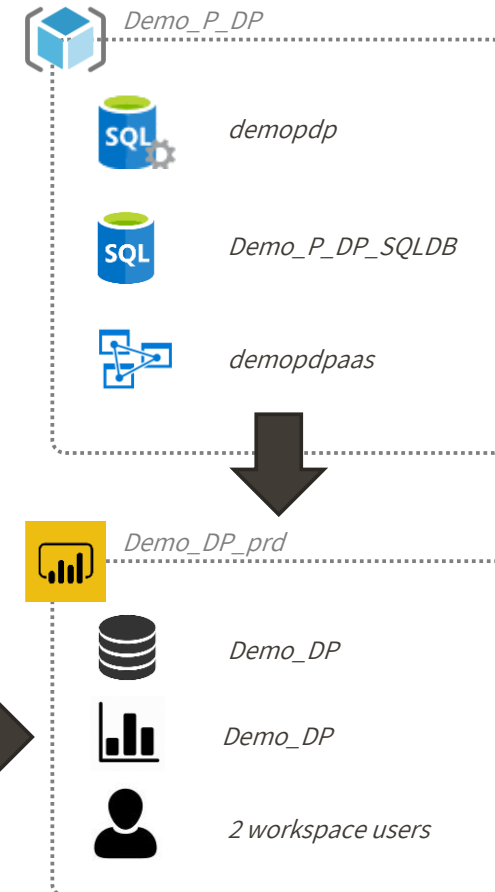 Demo_P_DP
SQL
demopdp
SQL
Demo_P_DP_SQLDB
demopdpaas
Demo_DP_prd
Demo_DP
Demo_DP
2 workspace users